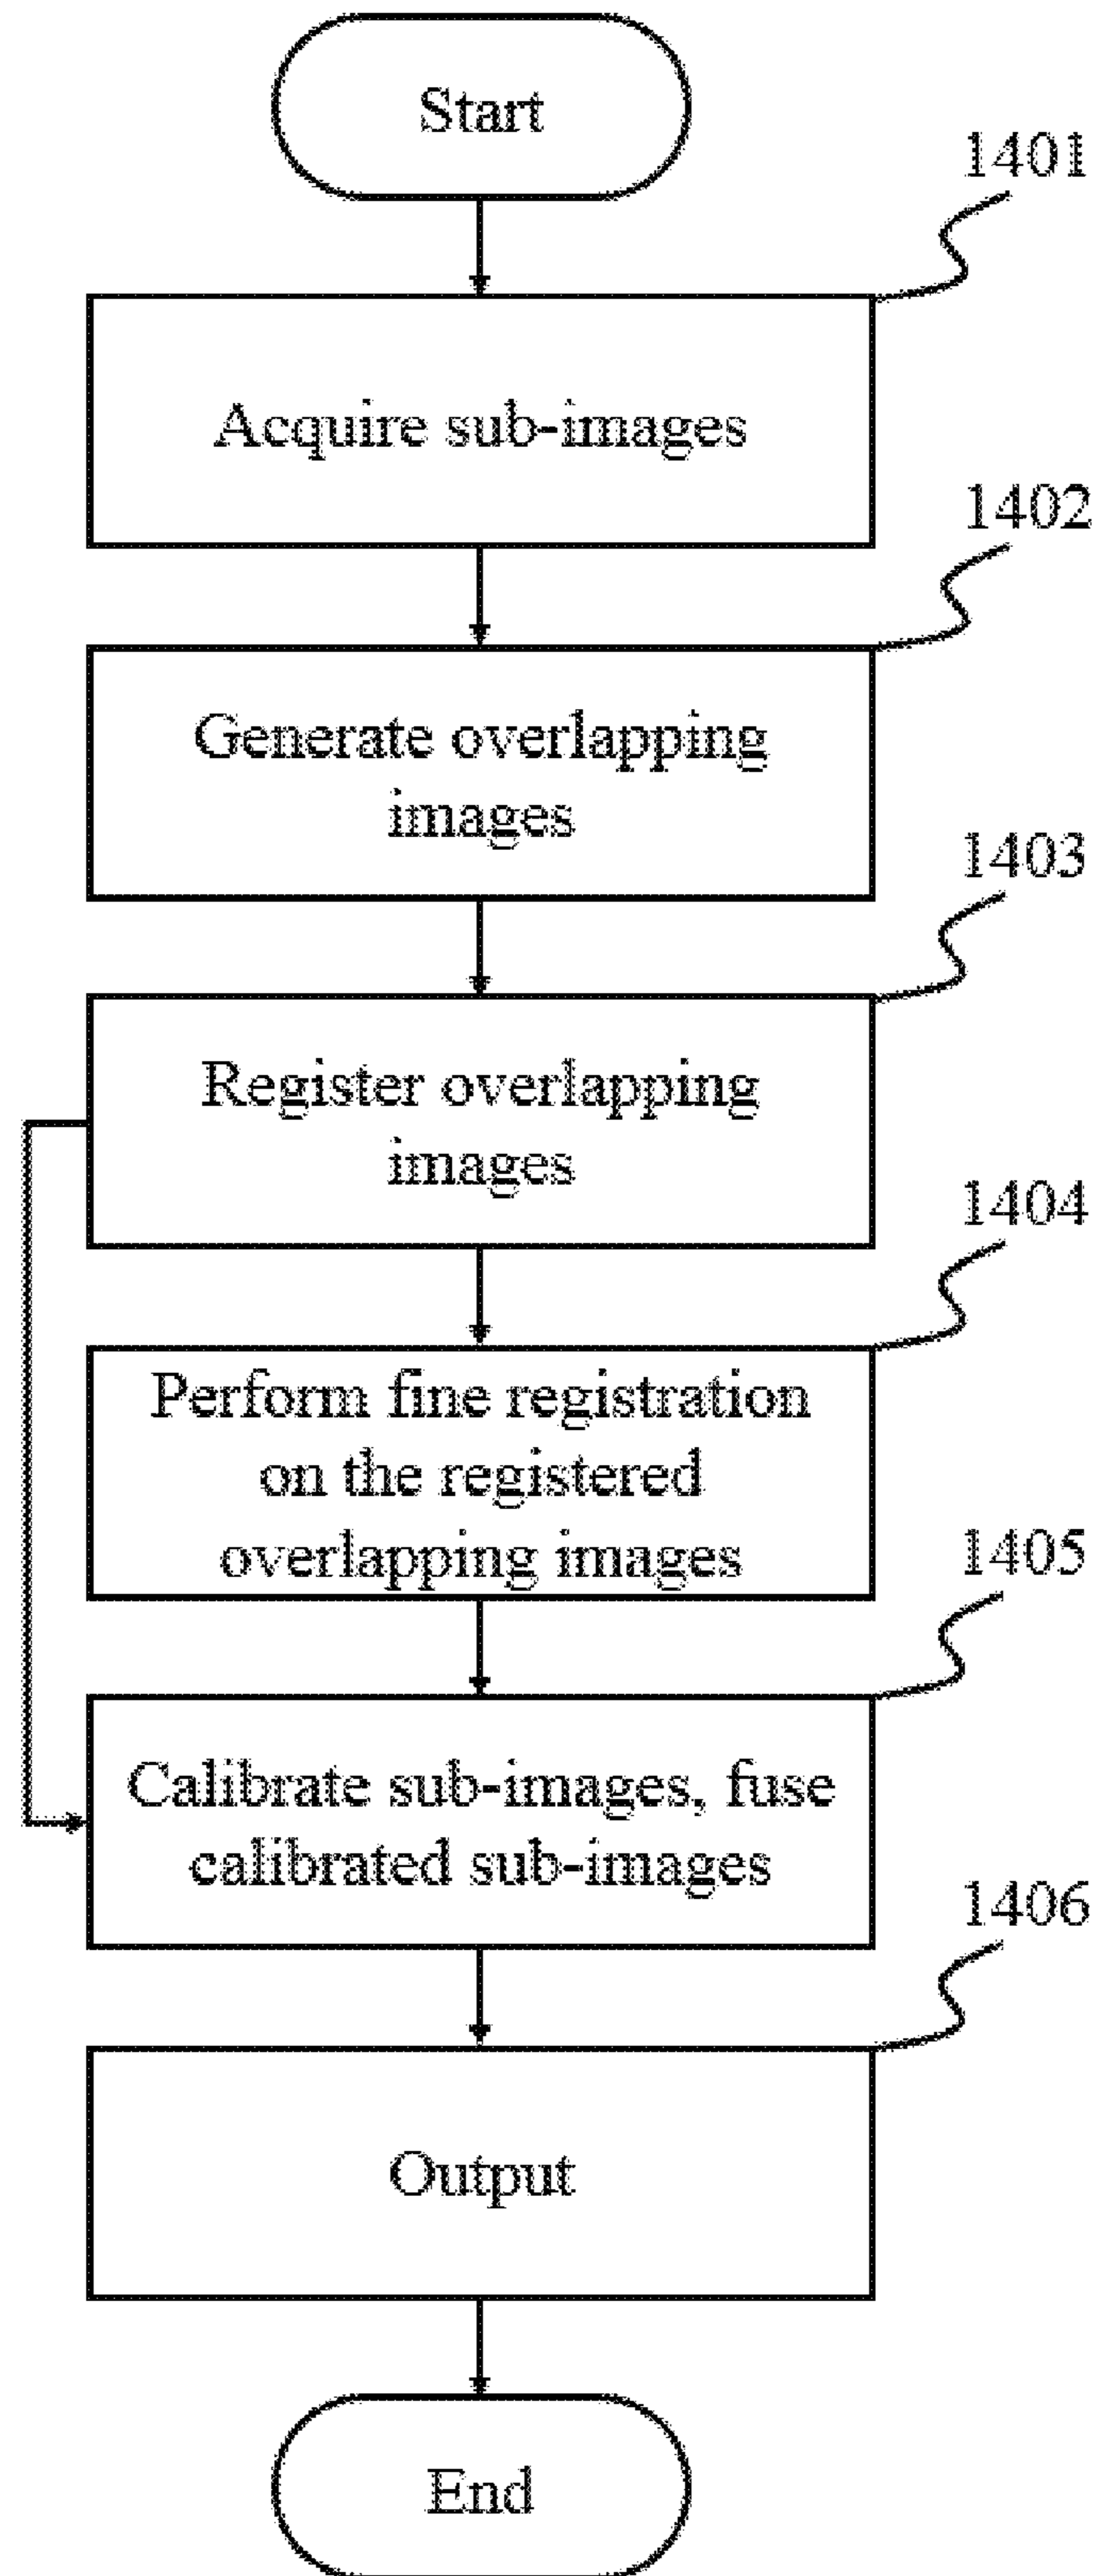 Start
1401
Acquire sub-images
1402
Generate overlapping
images
1403
Register overlapping
images
1404
Perform fine registration
on the registered
overlapping images
1405
Calibrate sub-images, fuse
calibrated sub-images
1406
Output
End